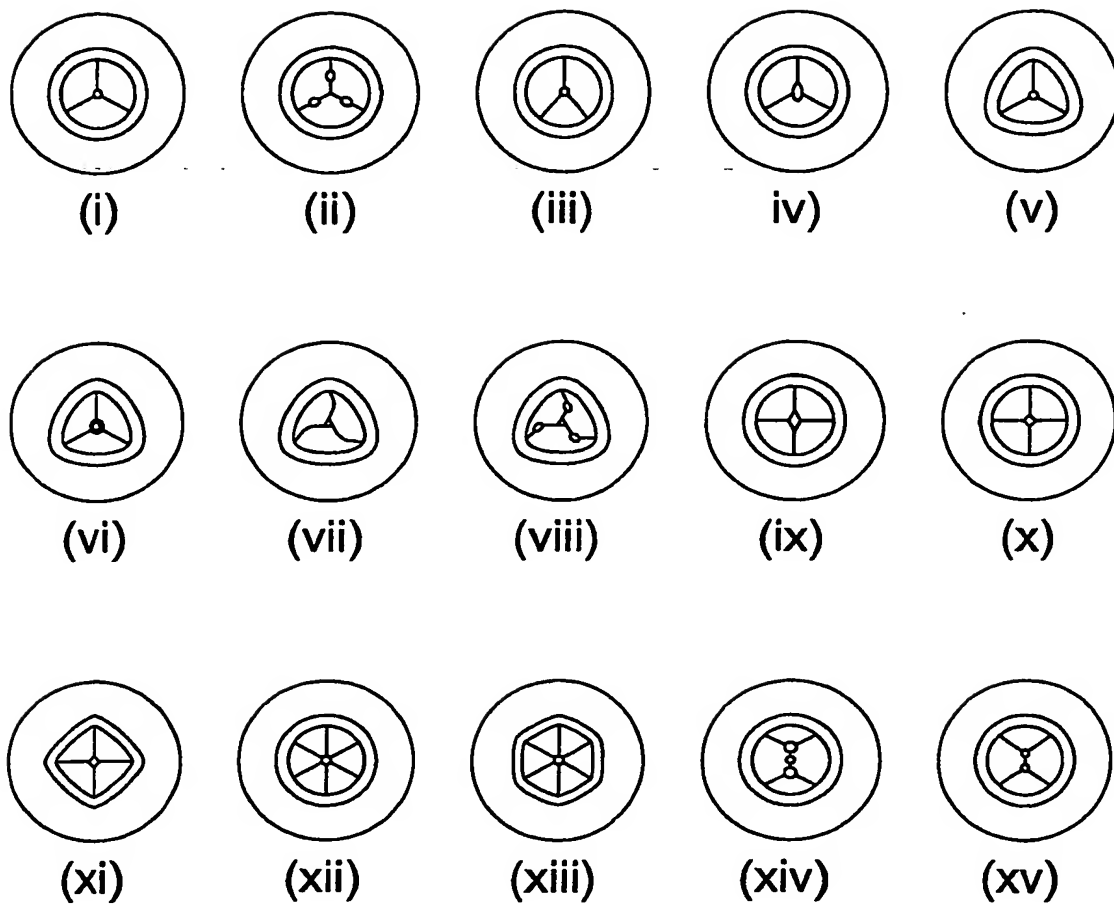 (i) (ii) (iii) iv) (v)
(vi) (vii) (viii) (ix) (x)
(xi) (xii) (xiii) (xiv) (xv)